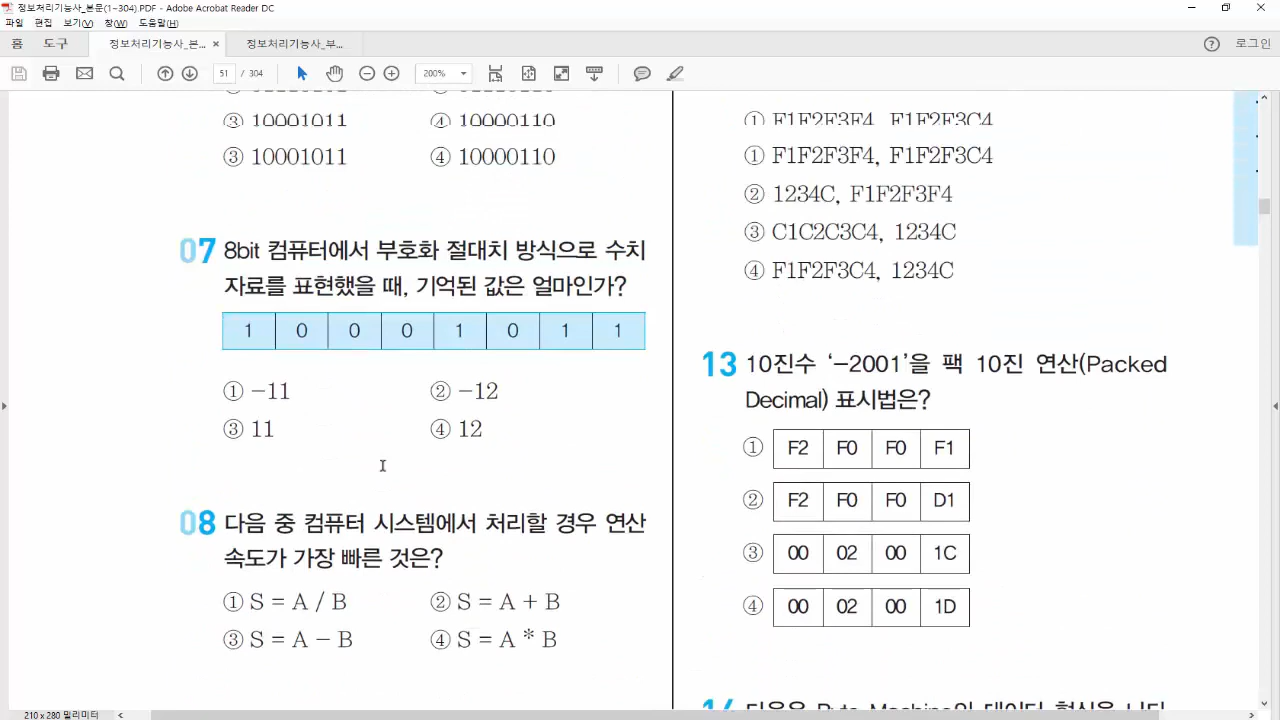 정보처리기능사_본문(1~304).PDF - Adobe Acrobat Reader DC
파일 편집 보기(V) 창(W) 도움말(H)
홈 도구 정보처리기능사_본... × 정보처리기능사_부... ? 로그인
51 / 304 200%
③ 10001011 ④ 10000110
③ 10001011 ④ 10000110
07 8bit 컴퓨터에서 부호화 절대치 방식으로 수치
자료를 표현했을 때, 기억된 값은 얼마인가?
1 0 0 0 1 0 1 1
① -11 ② -12
③ 11 ④ 12
08 다음 중 컴퓨터 시스템에서 처리할 경우 연산
속도가 가장 빠른 것은?
① S = A / B ② S = A + B
③ S = A - B ④ S = A * B
① F1F2F3F4, F1F2F3C4
① F1F2F3F4, F1F2F3C4
② 1234C, F1F2F3F4
③ C1C2C3C4, 1234C
④ F1F2F3C4, 1234C
13 10진수 ‘-2001’을 팩 10진 연산(Packed
Decimal) 표시법은?
① F2 F0 F0 F1
② F2 F0 F0 D1
③ 00 02 00 1C
④ 00 02 00 1D
210 x 280 밀리미터